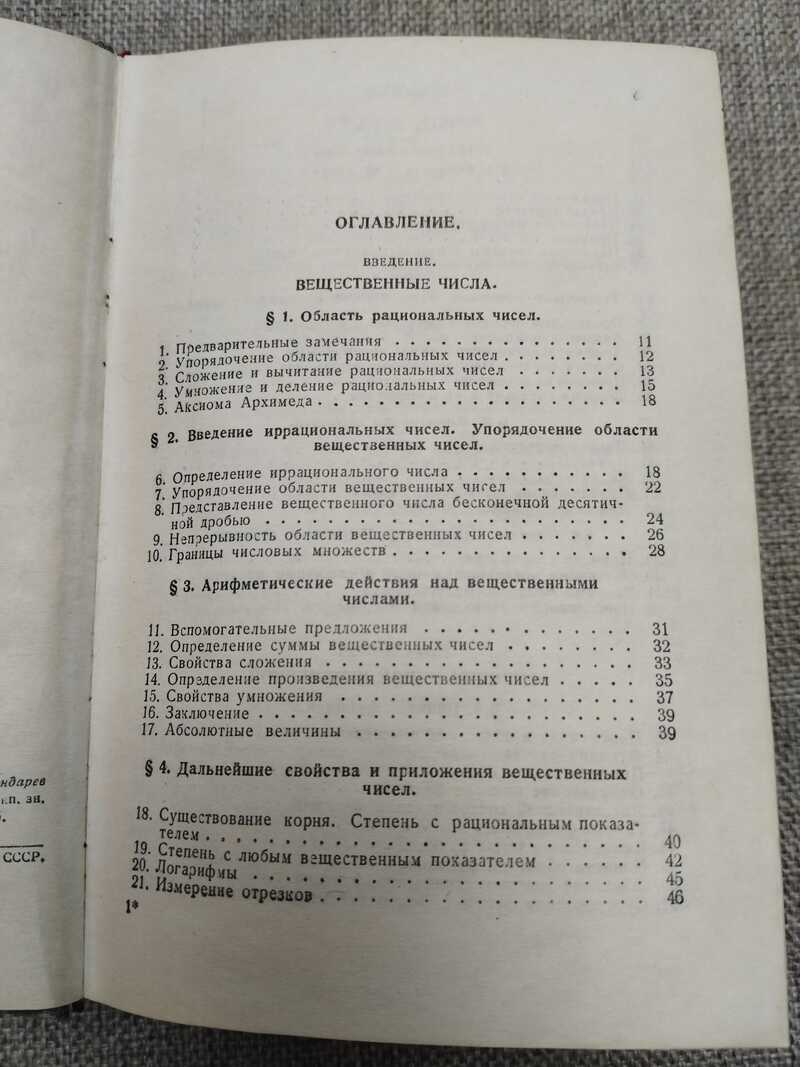 ОГЛАВЛЕНИЕ.
ВВЕДЕНИЕ.
ВЕЩЕСТВЕННЫЕ ЧИСЛА.
§ 1. Область рациональных чисел.
1. Предварительные замечания . . . . . . . . . . . . . . . 11
2. Упорядочение области рациональных чисел . . . . . . . . 12
3. Сложение и вычитание рациональных чисел . . . . . . . 13
4. Умножение и деление рациональных чисел . . . . . . . . 15
5. Аксиома Архимеда . . . . . . . . . . . . . . . . . . . 18
§ 2. Введение иррациональных чисел. Упорядочение области
вещественных чисел.
6. Определение иррационального числа . . . . . . . . . . . 18
7. Упорядочение области вещественных чисел . . . . . . . 22
8. Представление вещественного числа бесконечной десятич-
ной дробью . . . . . . . . . . . . . . . . . . . . . . 24
9. Непрерывность области вещественных чисел . . . . . . . 26
10. Границы числовых множеств . . . . . . . . . . . . . . . 28
§ 3. Арифметические действия над вещественными
числами.
11. Вспомогательные предложения . . . . . . . . . . . . . 31
12. Определение суммы вещественных чисел . . . . . . . . 32
13. Свойства сложения . . . . . . . . . . . . . . . . . . 33
14. Определение произведения вещественных чисел . . . . . 35
15. Свойства умножения . . . . . . . . . . . . . . . . . 37
16. Заключение . . . . . . . . . . . . . . . . . . . . . . 39
17. Абсолютные величины . . . . . . . . . . . . . . . . . 39
§ 4. Дальнейшие свойства и приложения вещественных
чисел.
18. Существование корня. Степень с рациональным показа-
телем . . . . . . . . . . . . . . . . . . . . . . . . 40
19. Степень с любым вещественным показателем . . . . . . 42
20. Логарифмы . . . . . . . . . . . . . . . . . . . . . . 45
21. Измерение отрезков . . . . . . . . . . . . . . . . . . 46
1*
ндарев
п. зн.
СССР.